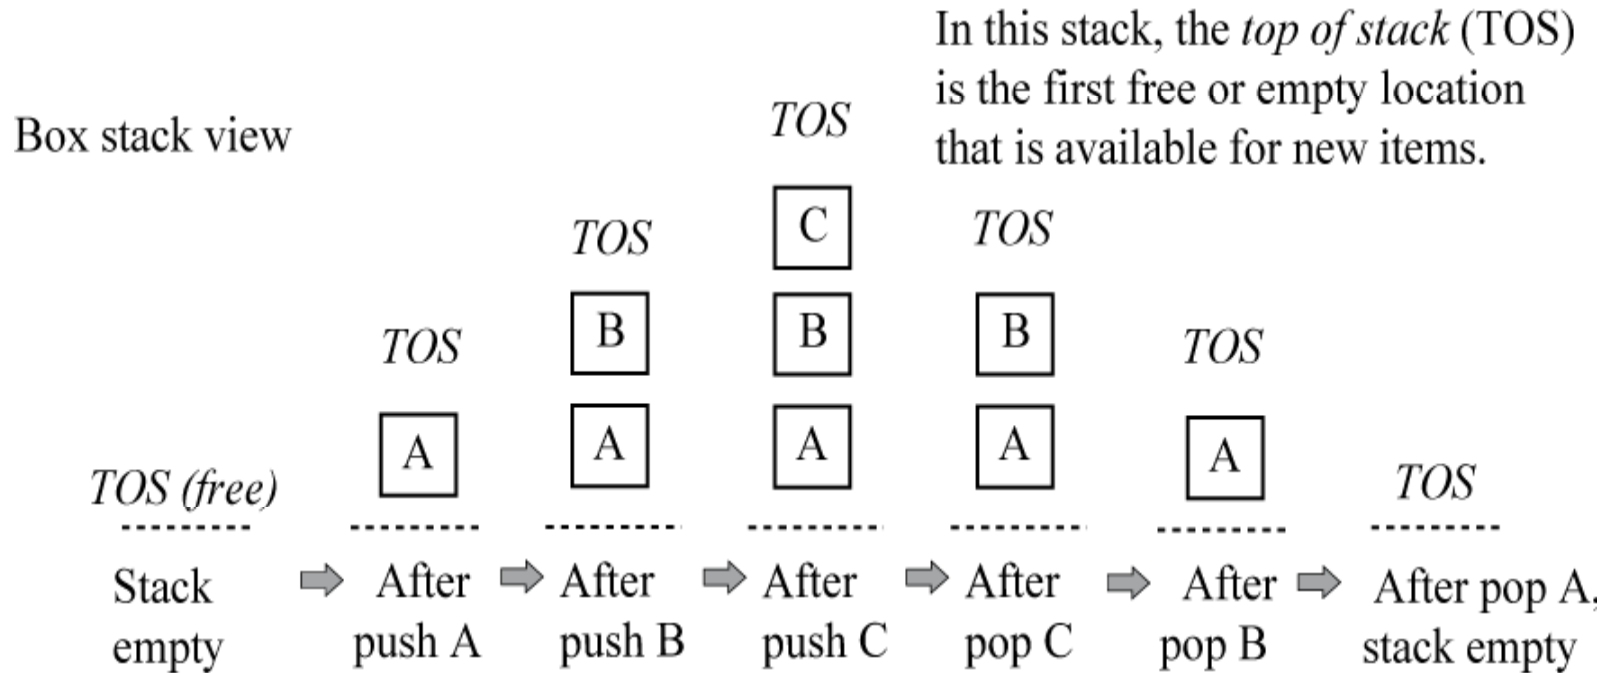 In this stack, the top of stack (TOS)
is the first free or empty location
that is available for new items.
Box stack view
TOS (free)
Stack
empty
TOS
A
After
push A
TOS
B
A
After
push B
TOS
C
B
A
After
push C
TOS
B
A
After
pop C
TOS
A
After
pop B
TOS
After pop A,
stack empty